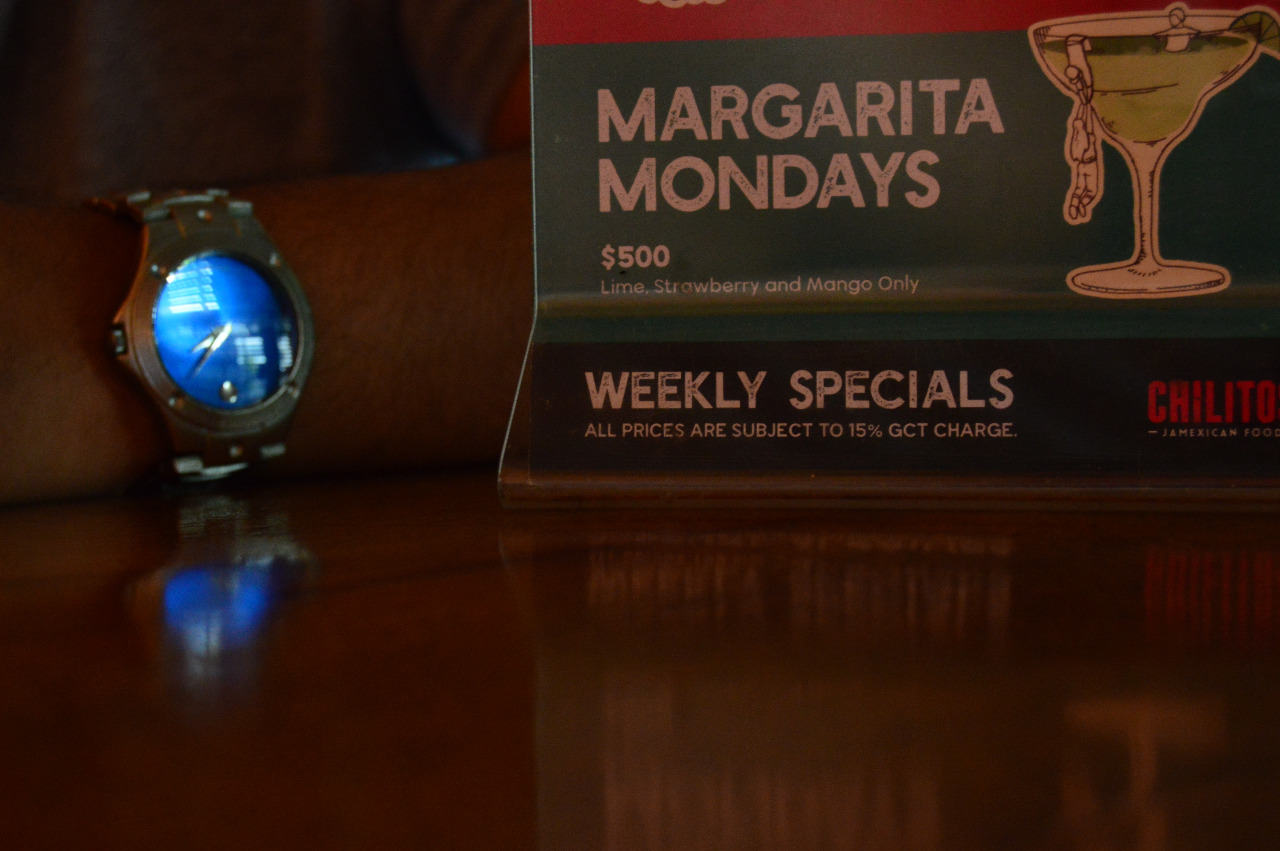 MARGARITA
MONDAYS
$500
Lime, Strawberry and Mango Only
WEEKLY SPECIALS
ALL PRICES ARE SUBJECT TO 15% GCT CHARGE.
CHILITO
JAMEXICAN FOOD